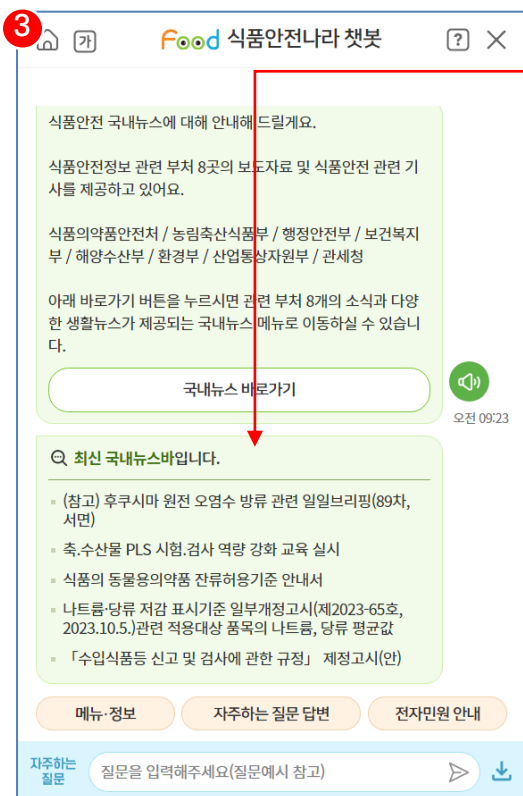 3
가
Food 식품안전나라 챗봇
?
식품안전 국내뉴스에 대해 안내해 드릴게요.
식품안전정보 관련 부처 8곳의 보도자료 및 식품안전 관련 기
사를 제공하고 있어요.
식품의약품안전처 / 농림축산식품부 / 행정안전부 / 보건복지
부 / 해양수산부 / 환경부 / 산업통상자원부 / 관세청
아래 바로가기 버튼을 누르시면 관련 부처 8개의 소식과 다양
한 생활뉴스가 제공되는 국내뉴스 메뉴로 이동하실 수 있습니
다.
국내뉴스 바로가기
오전 09:23
최신 국내뉴스바입니다.
(참고) 후쿠시마 원전 오염수 방류 관련 일일브리핑(89차,
서면)
축.수산물 PLS 시험.검사 역량 강화 교육 실시
식품의 동물용의약품 잔류허용기준 안내서
나트륨·당류 저감 표시기준 일부개정고시(제2023-65호,
2023.10.5.)관련 적용대상 품목의 나트륨, 당류 평균값
「수입식품등 신고 및 검사에 관한 규정」 제정고시(안)
메뉴·정보 자주하는 질문 답변 전자민원 안내
자주하는
질문
질문을 입력해주세요(질문예시 참고)